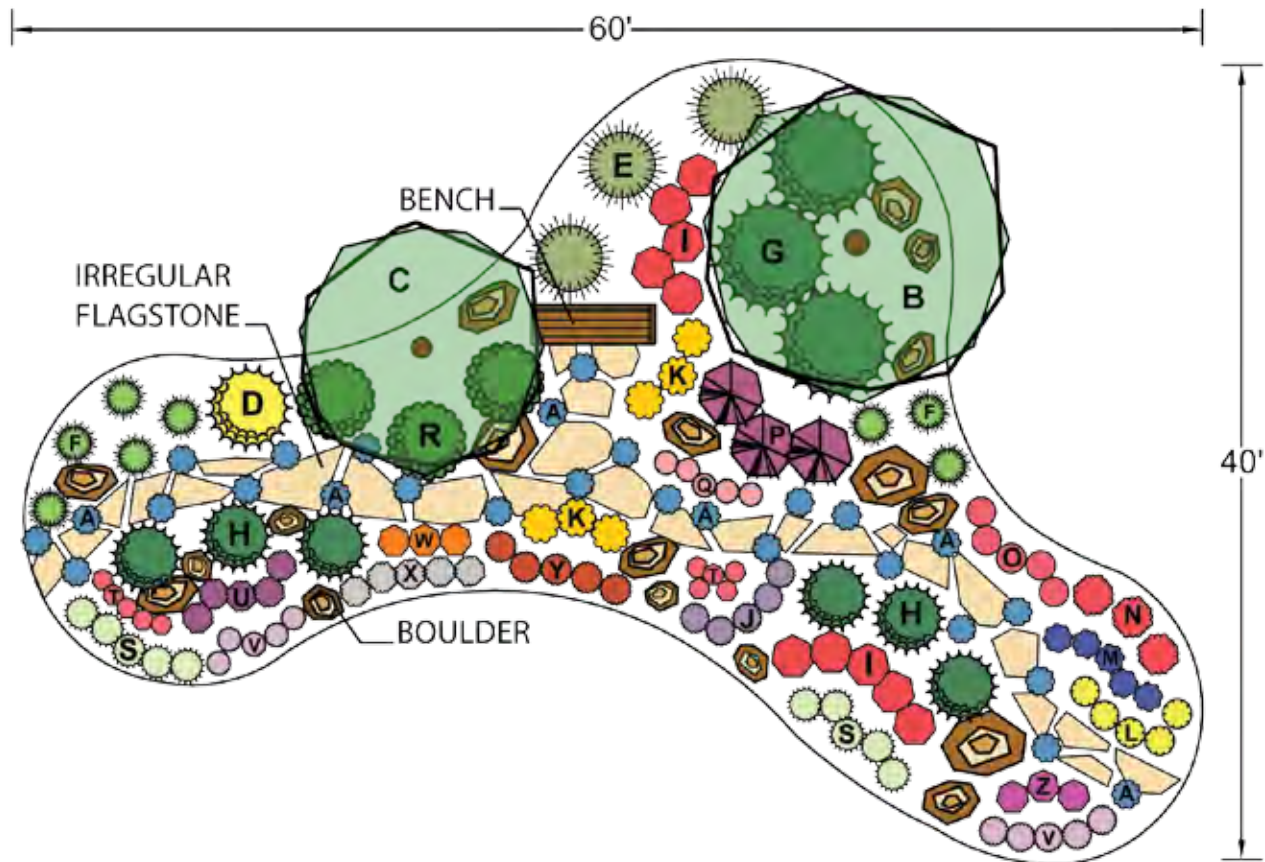 60'
E
BENCH
I
G
C
IRREGULAR
FLAGSTONE
B
K
D
A
P
F
F
R
40'
Q
A
A
K
A
H
W
A
O
Y
X
T
T
U
J
H
N
S
V
BOULDER
I
M
S
L
Z
A
V